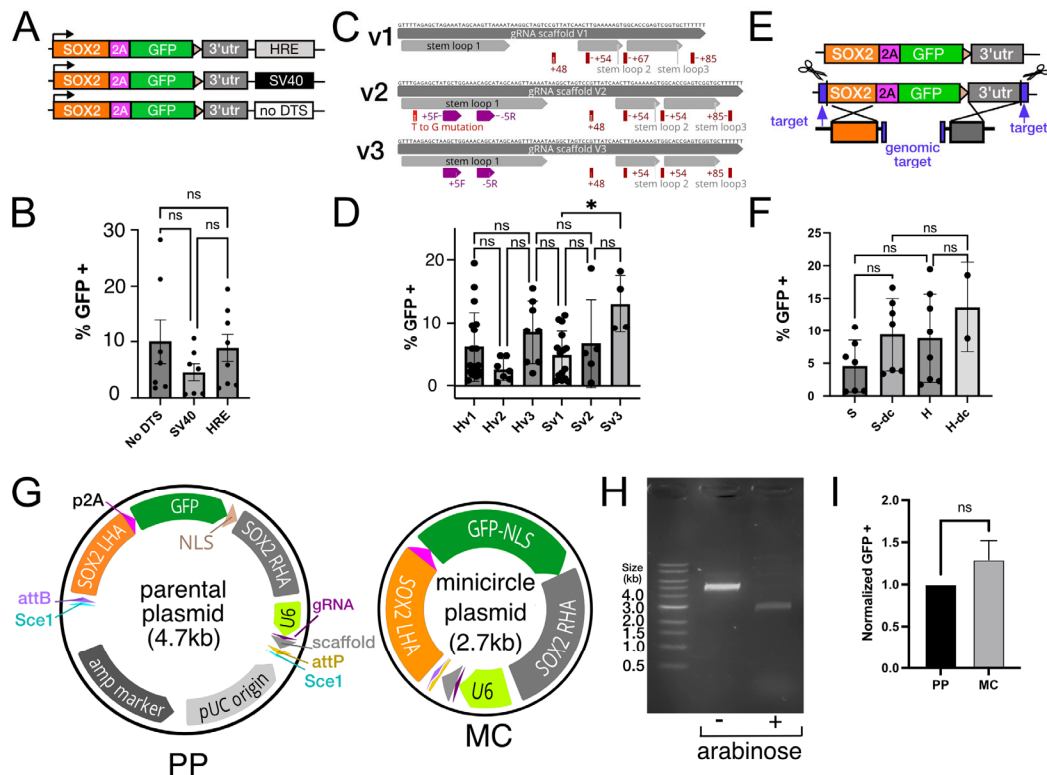 A
SOX2 2A GFP 3'utr HRE
SOX2 2A GFP 3'utr SV40
SOX2 2A GFP 3'utr no DTS
B
ns
ns ns
% GFP +
30
20
10
0
No DTS SV40 HRE
C
v1
gRNA scaffold V1
stem loop 1
+48
+54
+67
+85
stem loop 2
stem loop3
v2
gRNA scaffold V2
stem loop 1
+5F
-5R
T to G mutation
+48
+54
+54
+85
stem loop 2
stem loop3
v3
gRNA scaffold V3
stem loop 1
+5F
-5R
+48
+54
+54
+85
stem loop 2
stem loop3
D
*
ns ns
ns ns ns ns
% GFP +
20
10
0
Hv1 Hv2 Hv3 Sv1 Sv2 Sv3
E
SOX2 2A GFP 3'utr
SOX2 2A GFP 3'utr
target
genomic
target
target
F
ns
ns
ns ns
% GFP +
25
20
15
10
5
0
S S-dc H H-dc
G
p2A
GFP
NLS
SOX2 LHA
SOX2 RHA
attB
Sce1
parental
plasmid
(4.7kb)
U6
gRNA
scaffold
attP
Sce1
amp marker
pUC origin
PP
GFP-NLS
SOX2 LHA
SOX2 RHA
minicircle
plasmid
(2.7kb)
U6
MC
H
Size
(kb)
4.0
3.0
2.0
1.5
1.0
0.5
- +
arabinose
I
ns
Normalized GFP +
2.0
1.5
1.0
0.5
0.0
PP MC